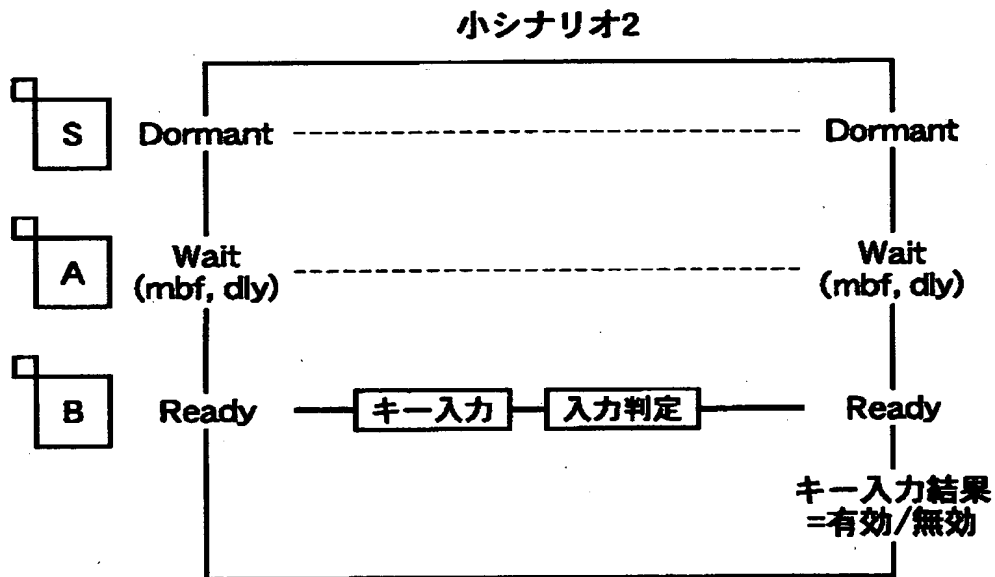 小シナリオ2
S Dormant Dormant
A Wait Wait
(mbf, dly) (mbf, dly)
B Ready キー入力 入力判定 Ready
キー入力結果
=有効/無効